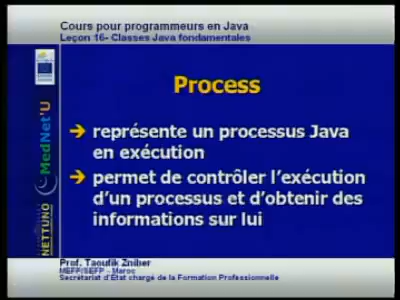 Cours pour programmeurs en Java
Leçon 16- Classes Java fondamentales
Process
représente un processus Java
en exécution
permet de contrôler l'exécution
d'un processus et d'obtenir des
informations sur lui
NETTUNO
MedNet'U
Prof. Taoufik Zniber
MEFP/SEFP - Maroc
Secrétariat d'Etat chargé de la Formation Professionnelle